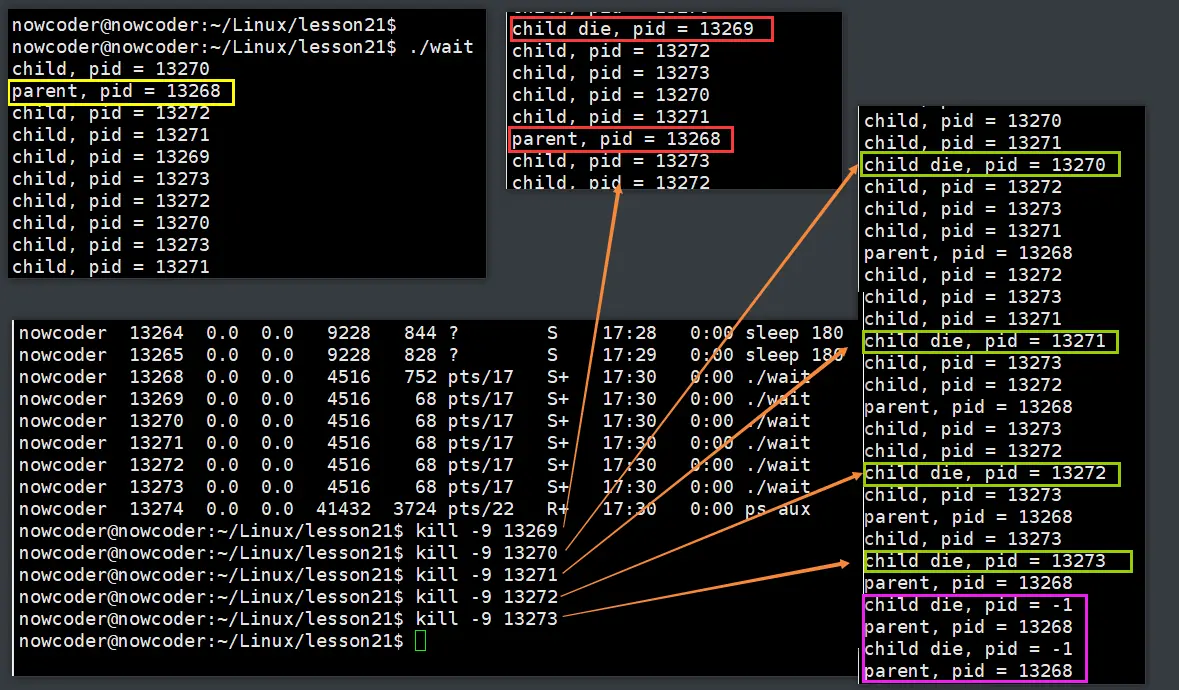 nowcoder@nowcoder:~/Linux/lesson21$
nowcoder@nowcoder:~/Linux/lesson21$ ./wait
child, pid = 13270
parent, pid = 13268
child, pid = 13272
child, pid = 13271
child, pid = 13269
child, pid = 13273
child, pid = 13272
child, pid = 13270
child, pid = 13273
child, pid = 13271
child die, pid = 13269
child, pid = 13272
child, pid = 13273
child, pid = 13270
child, pid = 13271
parent, pid = 13268
child, pid = 13273
child, pid = 13272
nowcoder 13264 0.0 0.0 9228 844 ? S 17:28 0:00 sleep 180
nowcoder 13265 0.0 0.0 9228 828 ? S 17:29 0:00 sleep 180
nowcoder 13268 0.0 0.0 4516 752 pts/17 S+ 17:30 0:00 ./wait
nowcoder 13269 0.0 0.0 4516 68 pts/17 S+ 17:30 0:00 ./wait
nowcoder 13270 0.0 0.0 4516 68 pts/17 S+ 17:30 0:00 ./wait
nowcoder 13271 0.0 0.0 4516 68 pts/17 S+ 17:30 0:00 ./wait
nowcoder 13272 0.0 0.0 4516 68 pts/17 S+ 17:30 0:00 ./wait
nowcoder 13273 0.0 0.0 4516 68 pts/17 S+ 17:30 0:00 ./wait
nowcoder 13274 0.0 0.0 41432 3724 pts/22 R+ 17:30 0:00 ps aux
nowcoder@nowcoder:~/Linux/lesson21$ kill -9 13269
nowcoder@nowcoder:~/Linux/lesson21$ kill -9 13270
nowcoder@nowcoder:~/Linux/lesson21$ kill -9 13271
nowcoder@nowcoder:~/Linux/lesson21$ kill -9 13272
nowcoder@nowcoder:~/Linux/lesson21$ kill -9 13273
nowcoder@nowcoder:~/Linux/lesson21$
child, pid = 13270
child, pid = 13271
child die, pid = 13270
child, pid = 13272
child, pid = 13273
child, pid = 13271
parent, pid = 13268
child, pid = 13272
child, pid = 13273
child, pid = 13271
child die, pid = 13271
child, pid = 13273
child, pid = 13272
parent, pid = 13268
child, pid = 13273
child, pid = 13272
child die, pid = 13272
child, pid = 13273
parent, pid = 13268
child, pid = 13273
child die, pid = 13273
parent, pid = 13268
child die, pid = -1
parent, pid = 13268
child die, pid = -1
parent, pid = 13268